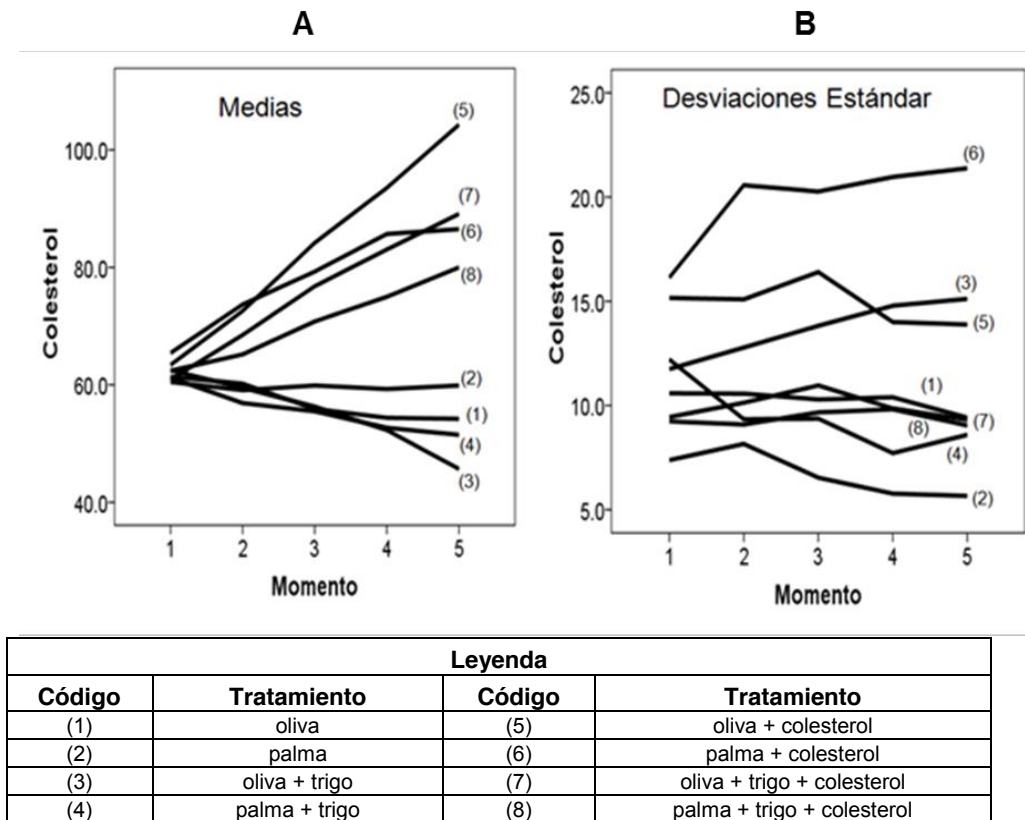 A
B
Medias
Colesterol
100.0
80.0
60.0
40.0
(5)
(7)
(6)
(8)
(2)
(1)
(4)
(3)
1 2 3 4 5
Momento
Desviaciones Estándar
Colesterol
25.0
20.0
15.0
10.0
5.0
(6)
(3)
(5)
(1)
(7)
(8)
(4)
(2)
1 2 3 4 5
Momento
Leyenda
Código Tratamiento Código Tratamiento
(1) oliva (5) oliva + colesterol
(2) palma (6) palma + colesterol
(3) oliva + trigo (7) oliva + trigo + colesterol
(4) palma + trigo (8) palma + trigo + colesterol